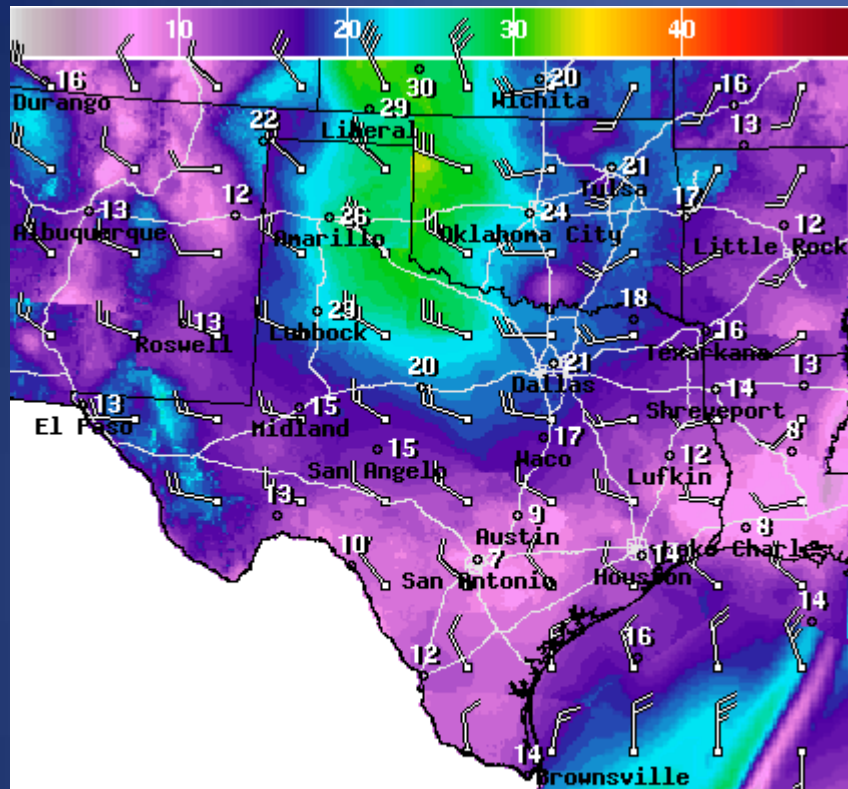 10 20 30 40
16 30 20 16
Durango 29 Wichita
Liberal
22 13
21
Tulsa
13 12 26 24 17 12
Albuquerque Amarillo Oklahoma City Little Rock
13 23 18 16
Roswell Lubbock Texarkana
20 21 13
Dallas 14
13 15 Shreveport
El Paso Midland
15 17 8
San Angelo Waco 12
Lufkin
13 9 8
Austin
10 7 14 Lake Charles
San Antonio Houston
14
16
12
14
Brownsville